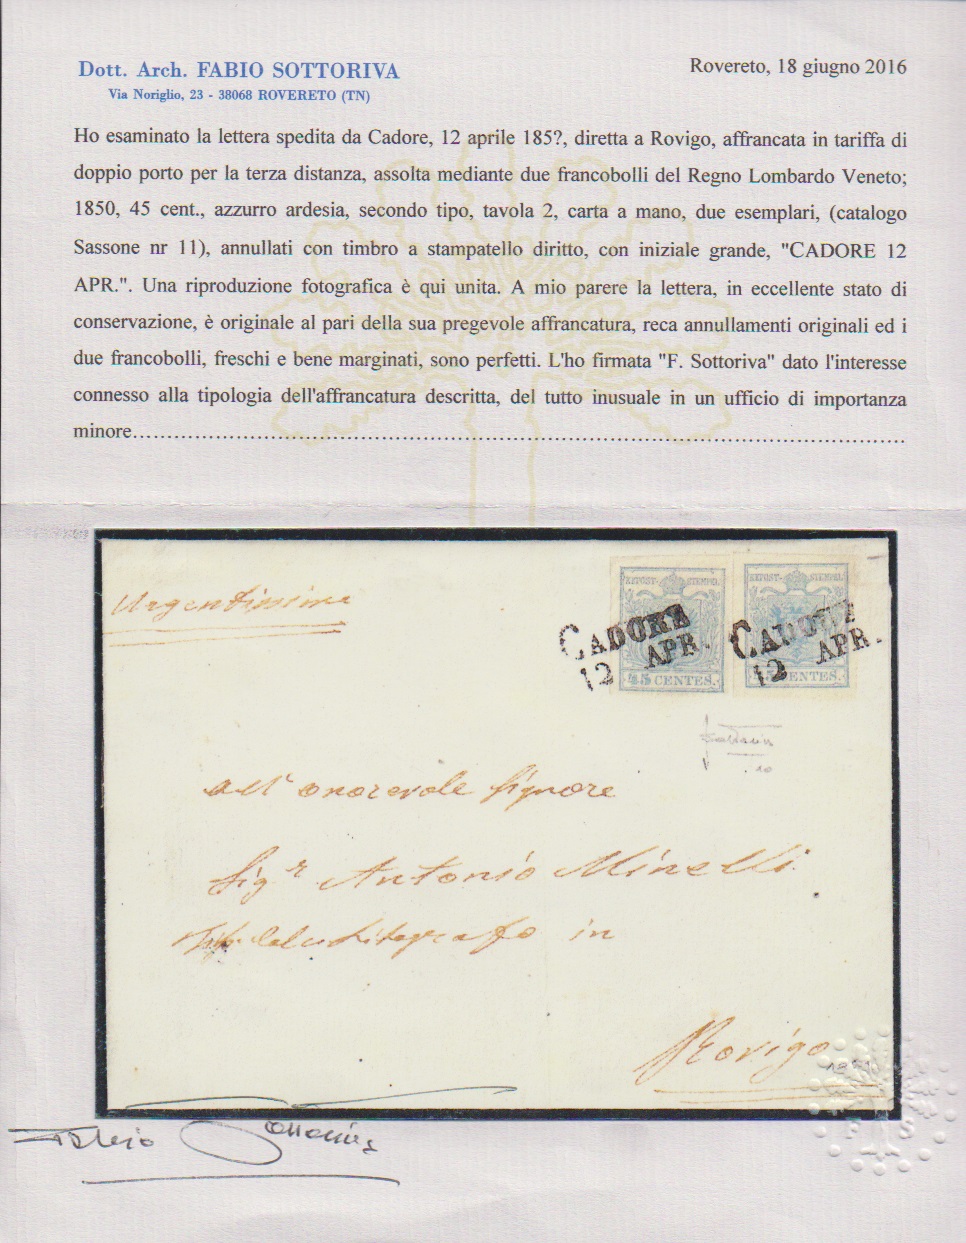 Dott. Arch. FABIO SOTTORIVA
Via Noriglio, 23 - 38068 ROVERETO (TN)
Rovereto, 18 giugno 2016
Ho esaminato la lettera spedita da Cadore, 12 aprile 185?, diretta a Rovigo, affrancata in tariffa di
doppio porto per la terza distanza, assolta mediante due francobolli del Regno Lombardo Veneto;
1850, 45 cent., azzurro ardesia, secondo tipo, tavola 2, carta a mano, due esemplari, (catalogo
Sassone nr 11), annullati con timbro a stampatello diritto, con iniziale grande, "CADORE 12
APR.". Una riproduzione fotografica è qui unita. A mio parere la lettera, in eccellente stato di
conservazione, è originale al pari della sua pregevole affrancatura, reca annullamenti originali ed i
due francobolli, freschi e bene marginati, sono perfetti. L'ho firmata "F. Sottoriva" dato l'interesse
connesso alla tipologia dell'affrancatura descritta, del tutto inusuale in un ufficio di importanza
minore......................................................................................................................
Urgentissima
KKPOST-STEMPEL
KKPOST-STEMPEL
CADORE
12 APR.
CADORE
12 APR.
45 CENTES.
45 CENTES.
all' onorevole Signore
Sigr Antonio Minelli
in
Rovigo
F S